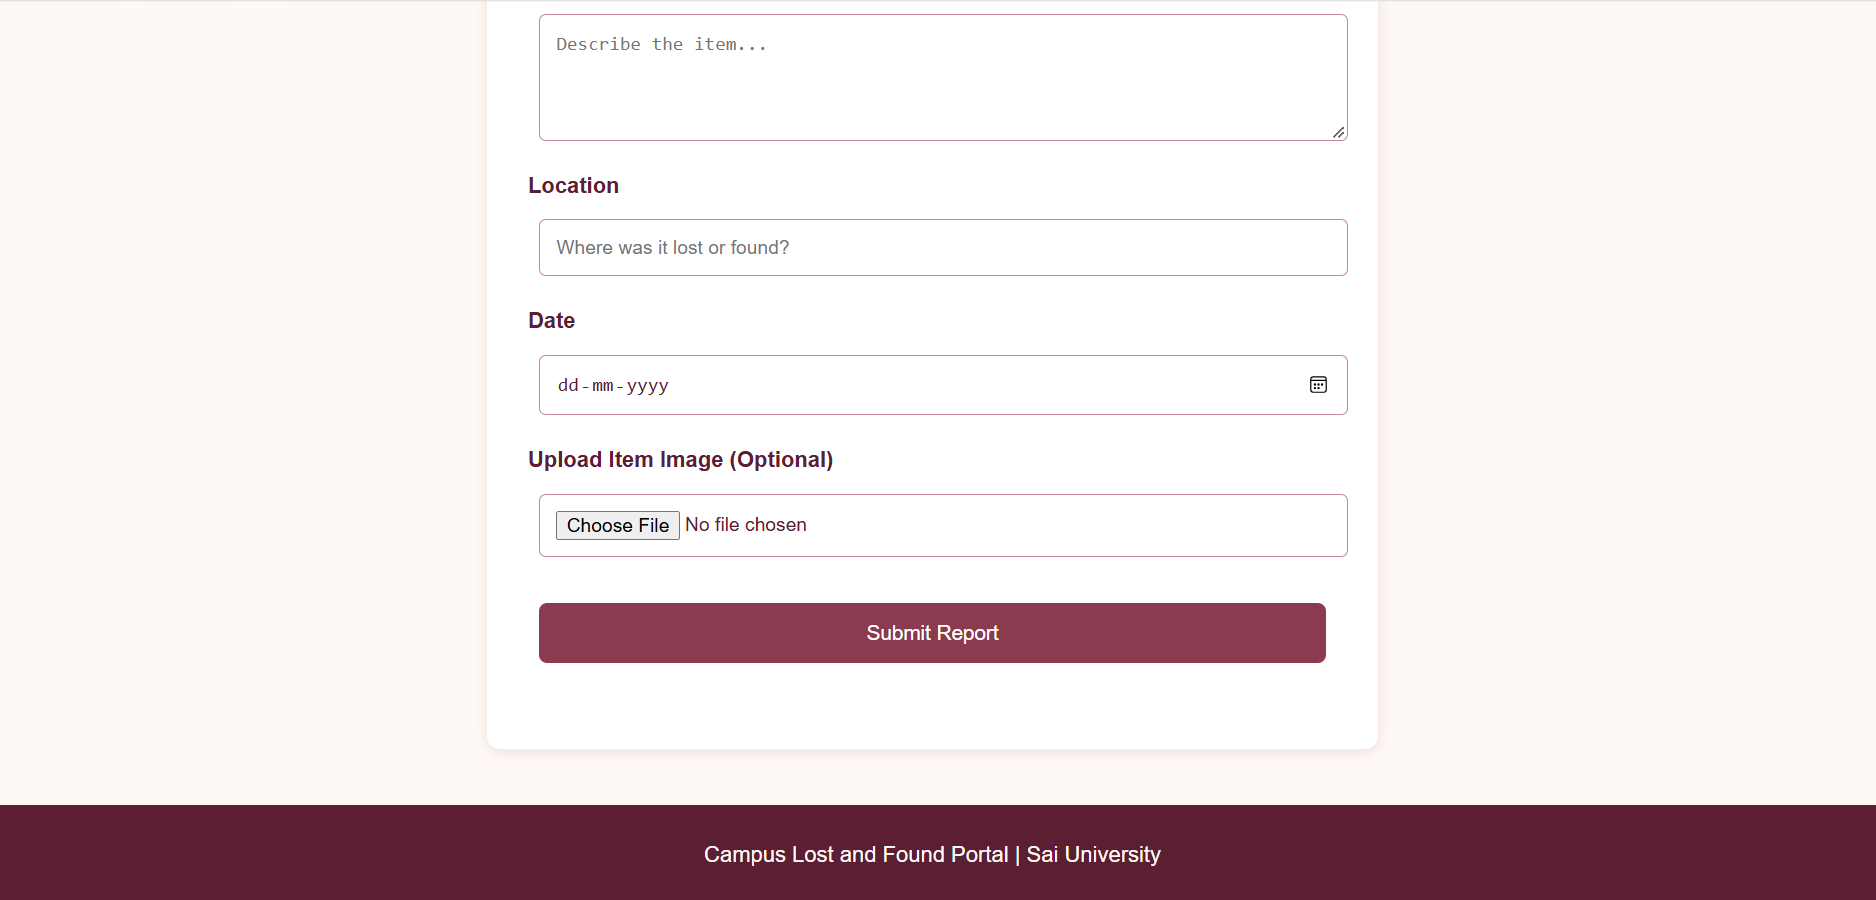 Describe the item...
Location
Where was it lost or found?
Date
dd-mm-yyyy
Upload Item Image (Optional)
Choose File No file chosen
Submit Report
Campus Lost and Found Portal | Sai University